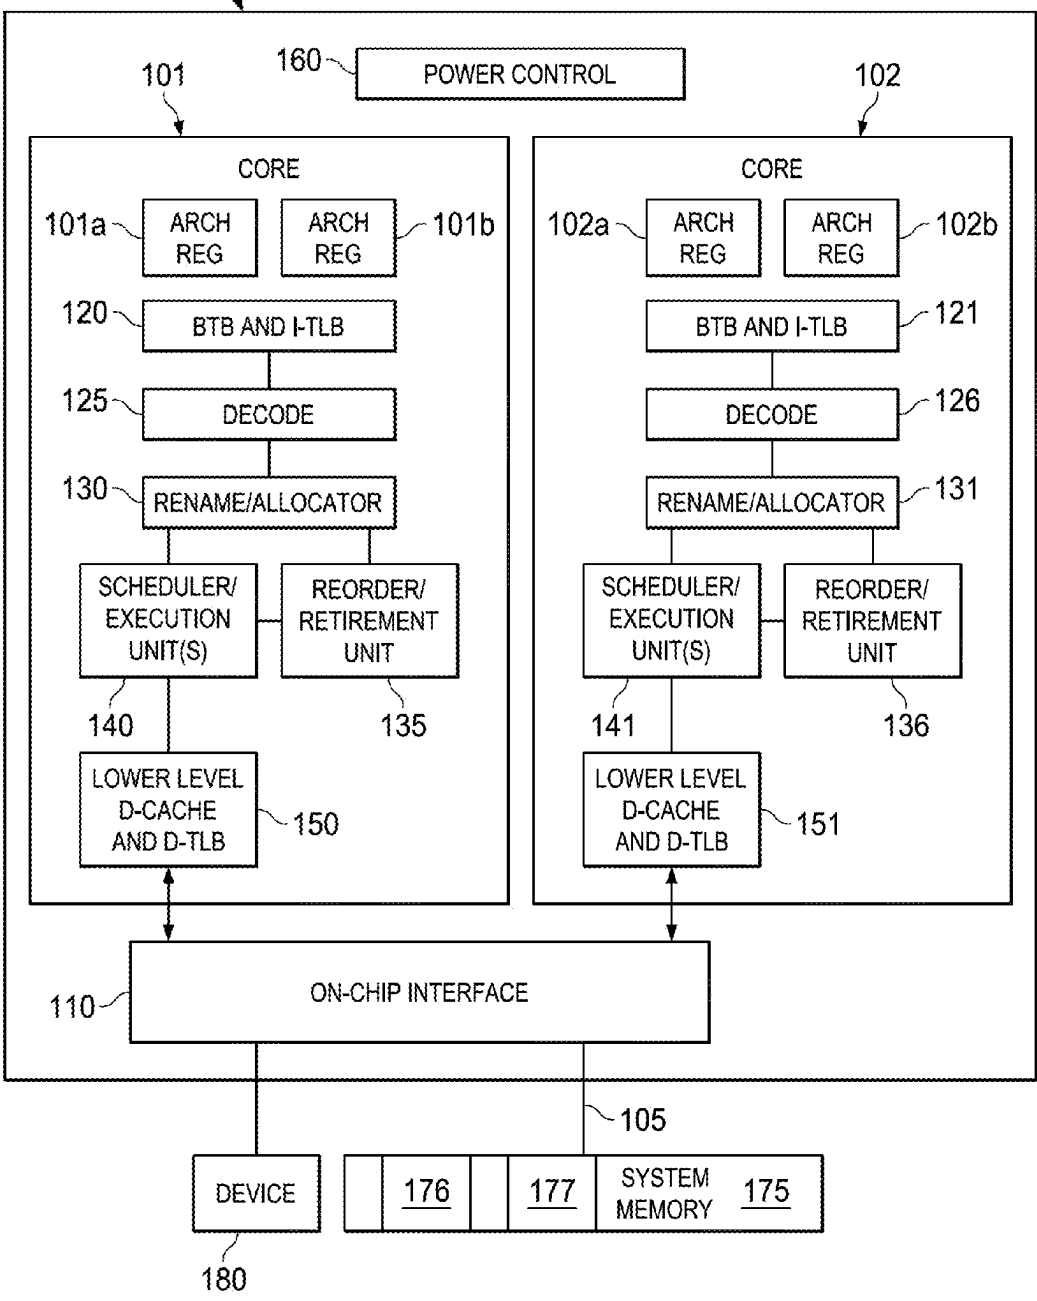 160
POWER CONTROL
101
102
CORE
CORE
101a
ARCH
REG
ARCH
REG
101b
102a
ARCH
REG
ARCH
REG
102b
120
BTB AND I-TLB
BTB AND I-TLB
121
125
DECODE
DECODE
126
130
RENAME/ALLOCATOR
RENAME/ALLOCATOR
131
SCHEDULER/
EXECUTION
UNIT(S)
REORDER/
RETIREMENT
UNIT
SCHEDULER/
EXECUTION
UNIT(S)
REORDER/
RETIREMENT
UNIT
140
135
141
136
LOWER LEVEL
D-CACHE
AND D-TLB
150
LOWER LEVEL
D-CACHE
AND D-TLB
151
110
ON-CHIP INTERFACE
105
DEVICE
176
177
SYSTEM
MEMORY
175
180